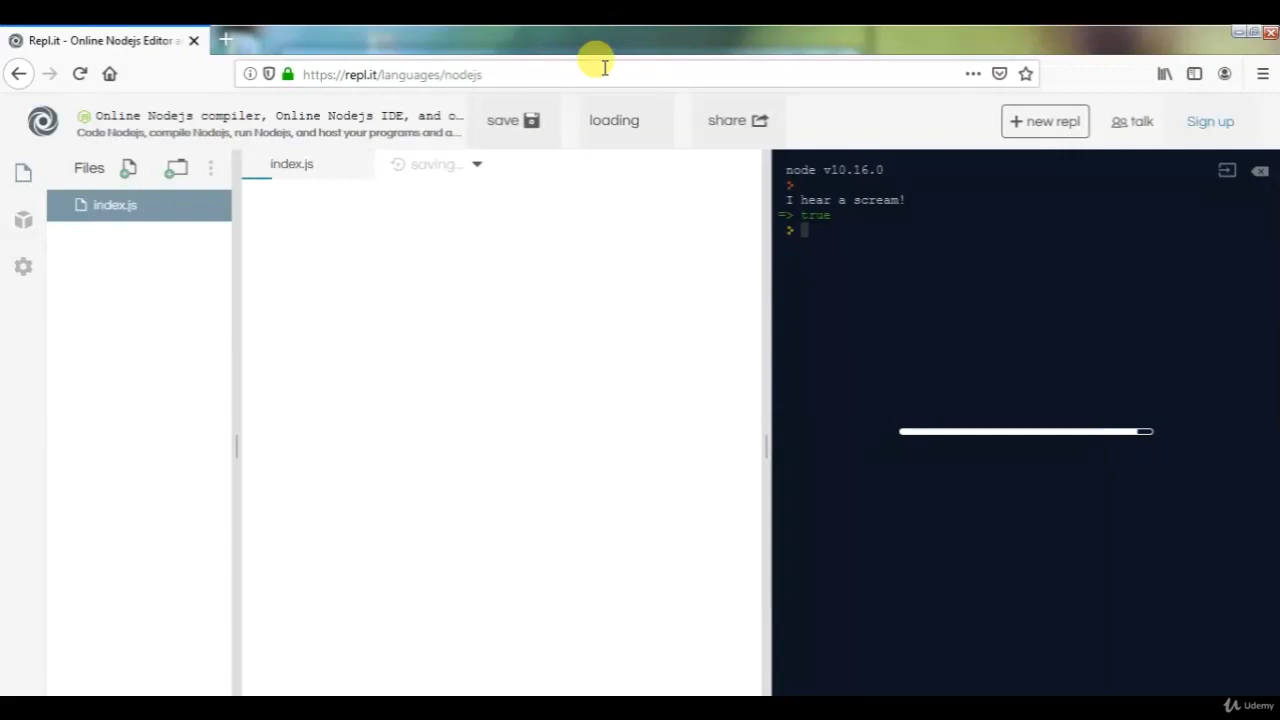 Repl.it - Online Nodejs Editor a
https://repl.it/languages/nodejs
Online Nodejs compiler, Online Nodejs IDE, and o...
Code Nodejs, compile Nodejs, run Nodejs, and host your programs and a...
save
loading
share
+ new repl
talk
Sign up
Files
index.js
saving...
index.js
node v10.16.0
>
I hear a scream!
=> true
>
Udemy